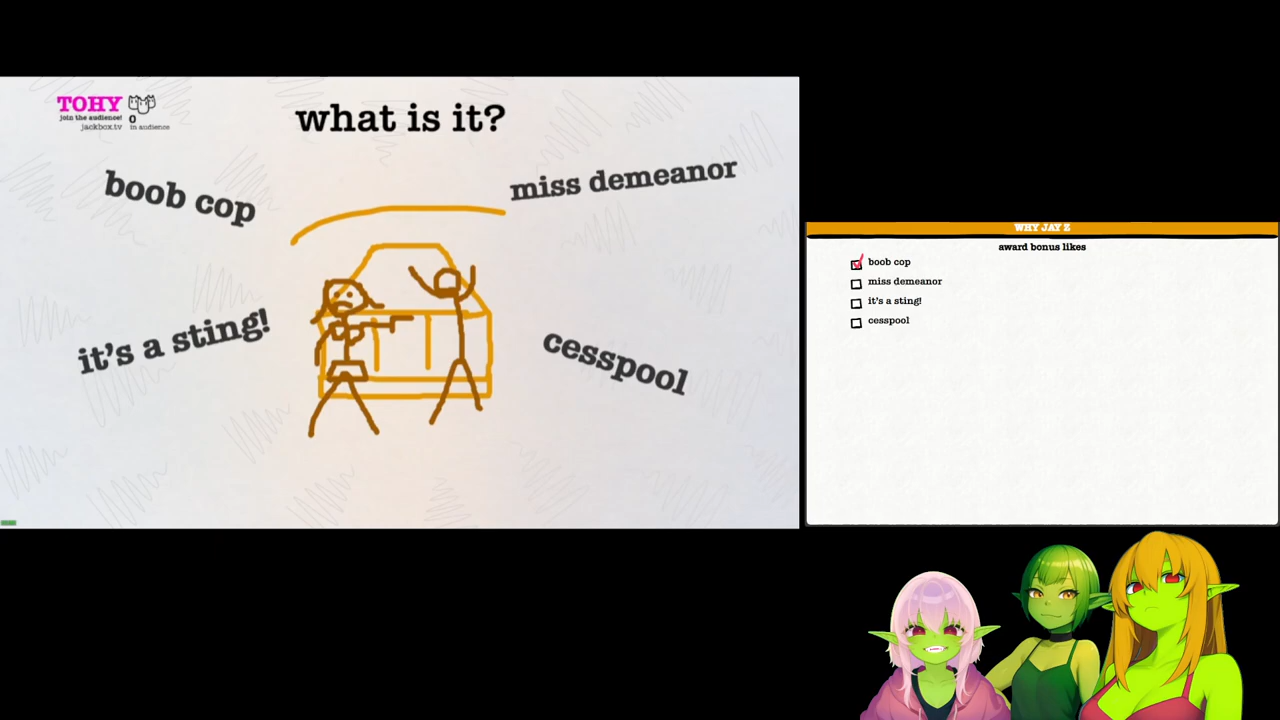 TOHY
join the audience!
jackbox.tv
0
in audience
what is it?
boob cop
miss demeanor
it's a sting!
cesspool
WHY JAY Z
award bonus likes
boob cop
miss demeanor
it's a sting!
cesspool